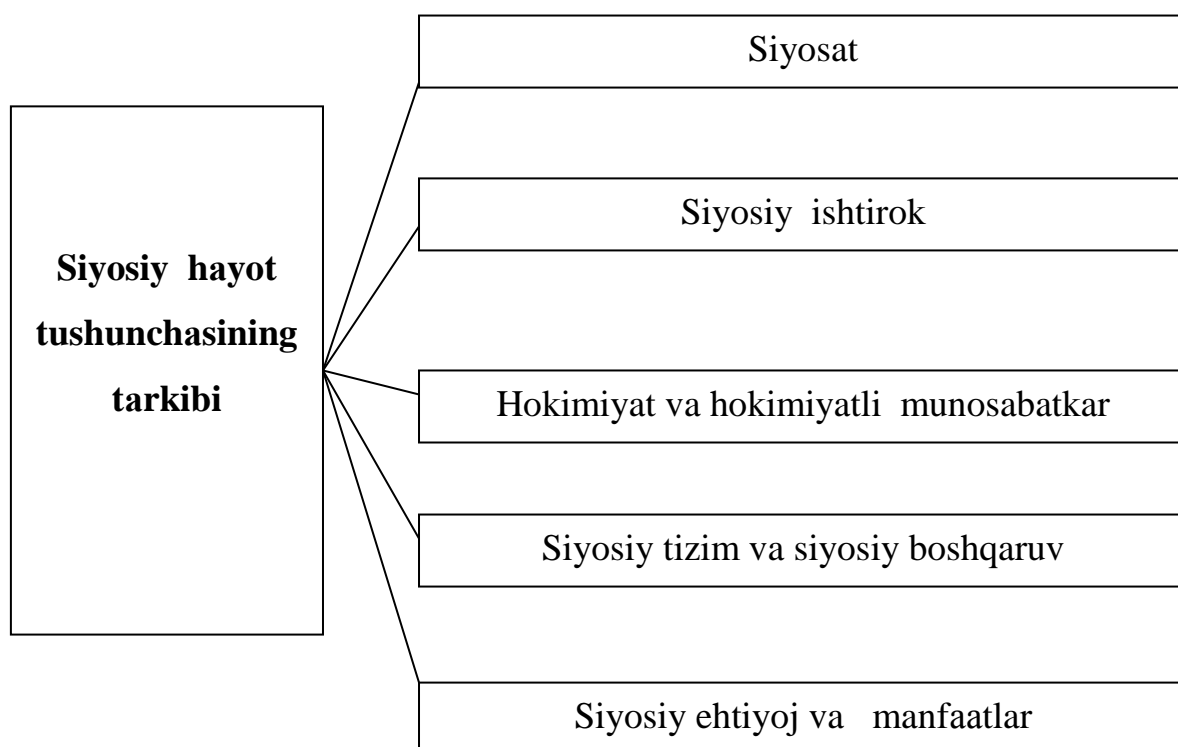 Siyosat
Siyosiy ishtirok
Siyosiy hayot
tushunchasining
tarkibi
Hokimiyat va hokimiyatli munosabatkar
Siyosiy tizim va siyosiy boshqaruv
Siyosiy ehtiyoj va manfaatlar